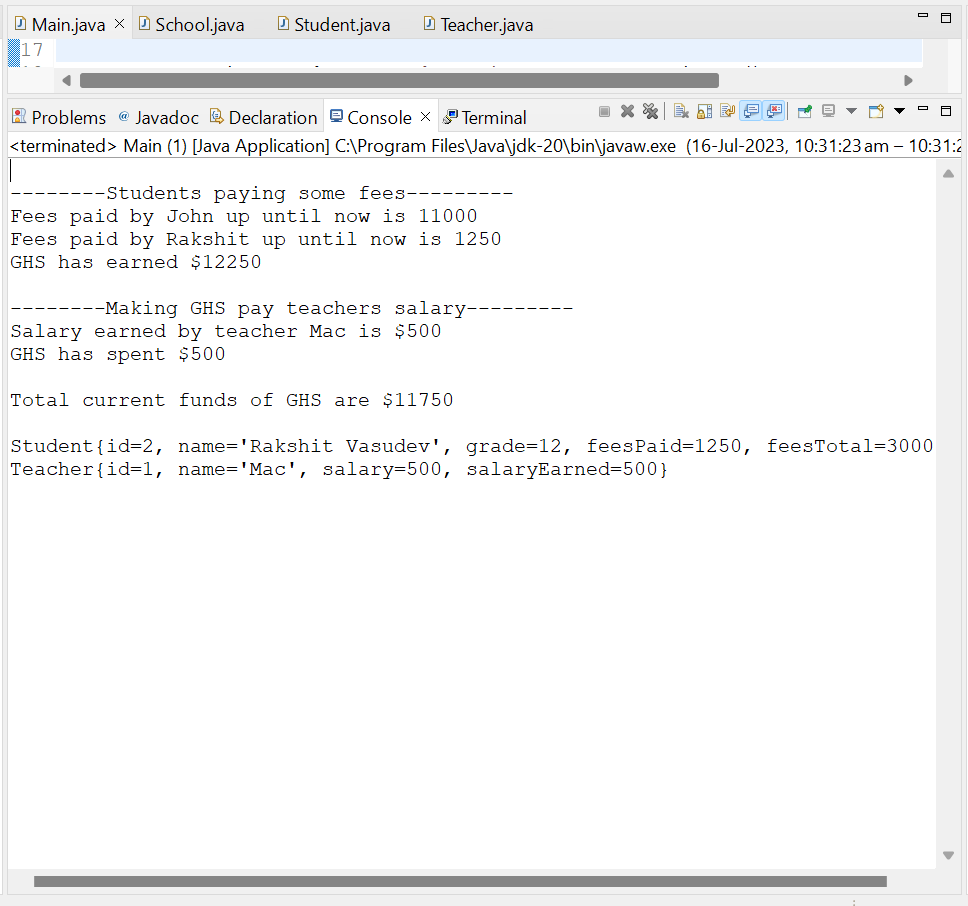 Main.java School.java Student.java Teacher.java
17
Problems @ Javadoc Declaration Console Terminal
<terminated> Main (1) [Java Application] C:\Program Files\Java\jdk-20\bin\javaw.exe (16-Jul-2023, 10:31:23 am – 10:31:2
--------Students paying some fees---------
Fees paid by John up until now is 11000
Fees paid by Rakshit up until now is 1250
GHS has earned $12250
--------Making GHS pay teachers salary---------
Salary earned by teacher Mac is $500
GHS has spent $500
Total current funds of GHS are $11750
Student{id=2, name='Rakshit Vasudev', grade=12, feesPaid=1250, feesTotal=3000
Teacher{id=1, name='Mac', salary=500, salaryEarned=500}